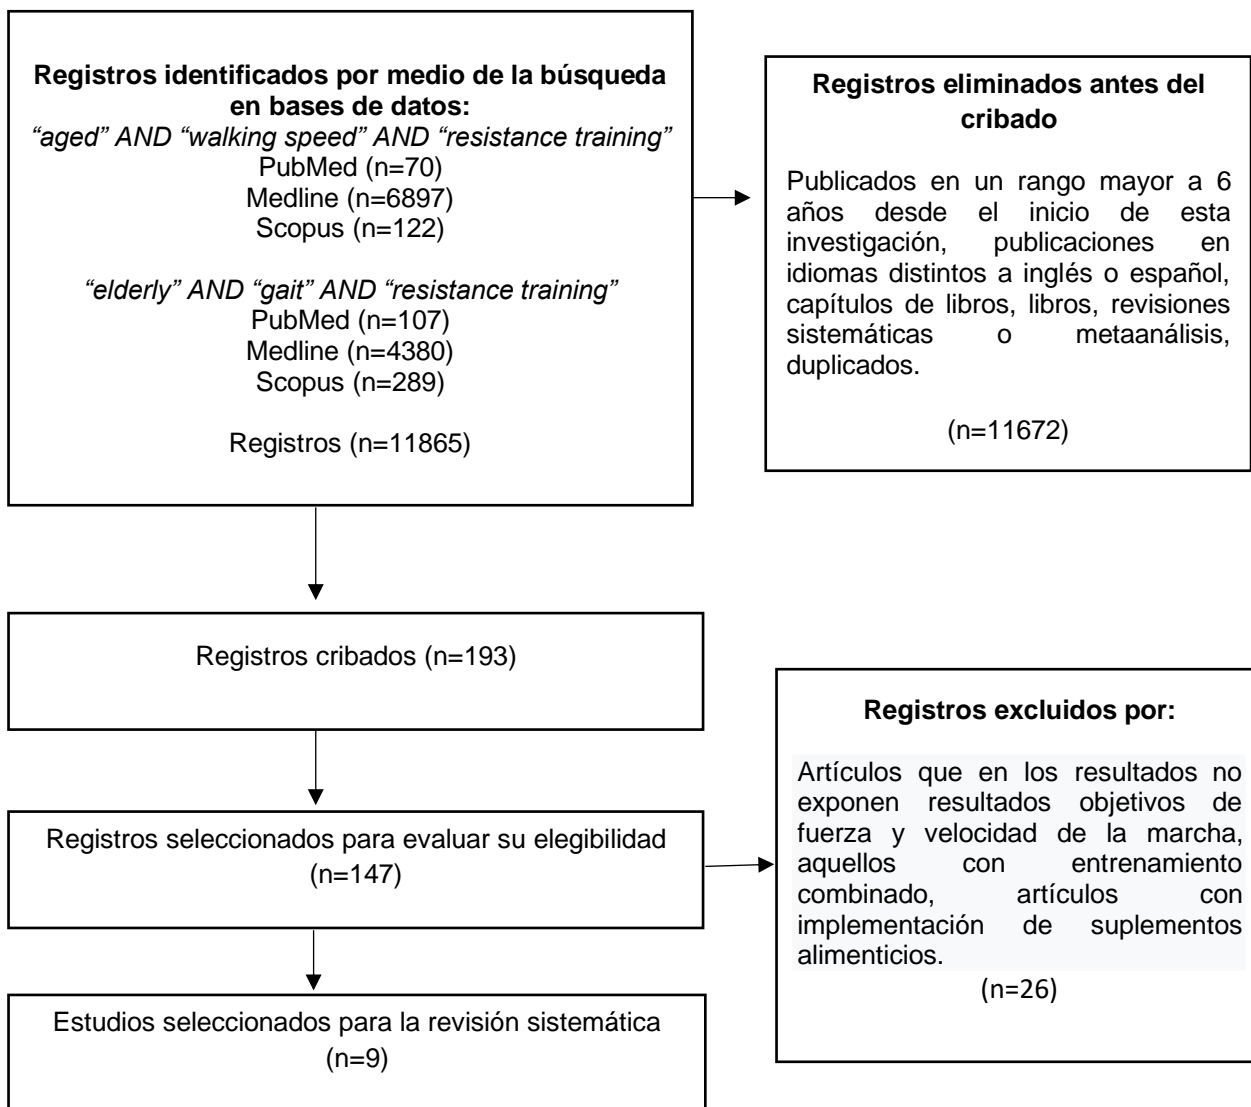 Registros identificados por medio de la búsqueda
en bases de datos:
“aged” AND “walking speed” AND “resistance training”
PubMed (n=70)
Medline (n=6897)
Scopus (n=122)
“elderly” AND “gait” AND “resistance training”
PubMed (n=107)
Medline (n=4380)
Scopus (n=289)
Registros (n=11865)
Registros eliminados antes del
cribado
Publicados en un rango mayor a 6
años desde el inicio de esta
investigación, publicaciones en
idiomas distintos a inglés o español,
capítulos de libros, libros, revisiones
sistemáticas o metaanálisis,
duplicados.
(n=11672)
Registros cribados (n=193)
Registros seleccionados para evaluar su elegibilidad
(n=147)
Registros excluidos por:
Artículos que en los resultados no
exponen resultados objetivos de
fuerza y velocidad de la marcha,
aquellos con entrenamiento
combinado, artículos con
implementación de suplementos
alimenticios.
(n=26)
Estudios seleccionados para la revisión sistemática
(n=9)